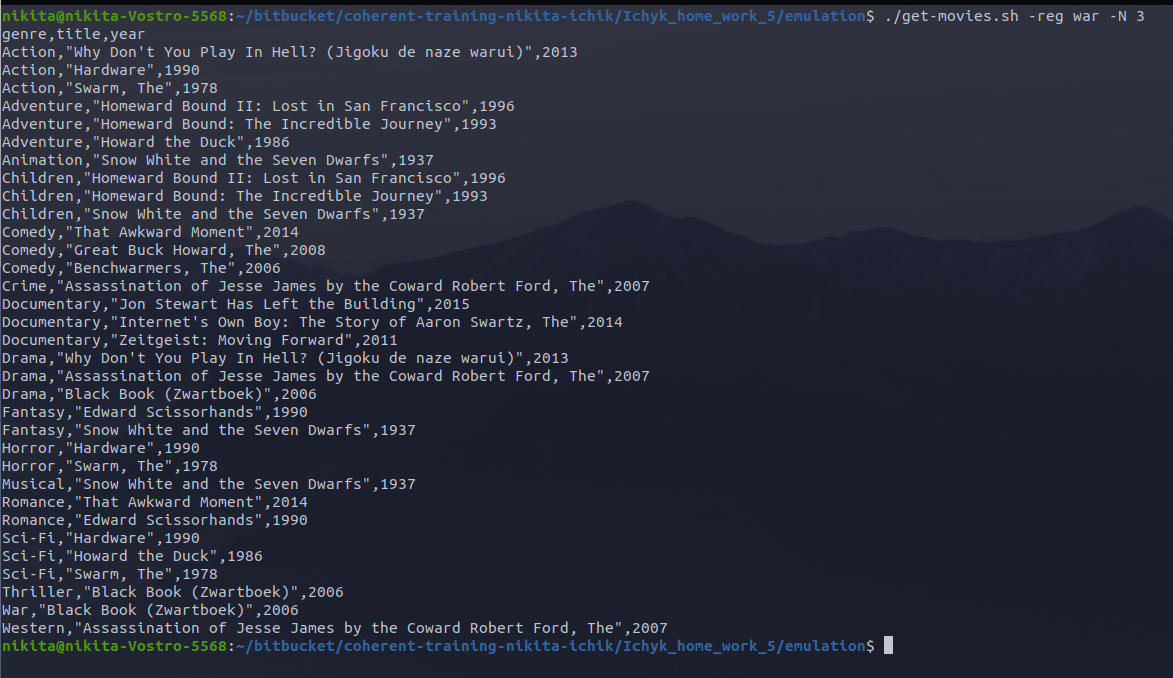 nikita@nikita-Vostro-5568:~/bitbucket/coherent-training-nikita-ichik/Ichyk_home_work_5/emulation$ ./get-movies.sh -reg war -N 3
genre,title,year
Action,"Why Don't You Play In Hell? (Jigoku de naze warui)",2013
Action,"Hardware",1990
Action,"Swarm, The",1978
Adventure,"Homeward Bound II: Lost in San Francisco",1996
Adventure,"Homeward Bound: The Incredible Journey",1993
Adventure,"Howard the Duck",1986
Animation,"Snow White and the Seven Dwarfs",1937
Children,"Homeward Bound II: Lost in San Francisco",1996
Children,"Homeward Bound: The Incredible Journey",1993
Children,"Snow White and the Seven Dwarfs",1937
Comedy,"That Awkward Moment",2014
Comedy,"Great Buck Howard, The",2008
Comedy,"Benchwarmers, The",2006
Crime,"Assassination of Jesse James by the Coward Robert Ford, The",2007
Documentary,"Jon Stewart Has Left the Building",2015
Documentary,"Internet's Own Boy: The Story of Aaron Swartz, The",2014
Documentary,"Zeitgeist: Moving Forward",2011
Drama,"Why Don't You Play In Hell? (Jigoku de naze warui)",2013
Drama,"Assassination of Jesse James by the Coward Robert Ford, The",2007
Drama,"Black Book (Zwartboek)",2006
Fantasy,"Edward Scissorhands",1990
Fantasy,"Snow White and the Seven Dwarfs",1937
Horror,"Hardware",1990
Horror,"Swarm, The",1978
Musical,"Snow White and the Seven Dwarfs",1937
Romance,"That Awkward Moment",2014
Romance,"Edward Scissorhands",1990
Sci-Fi,"Hardware",1990
Sci-Fi,"Howard the Duck",1986
Sci-Fi,"Swarm, The",1978
Thriller,"Black Book (Zwartboek)",2006
War,"Black Book (Zwartboek)",2006
Western,"Assassination of Jesse James by the Coward Robert Ford, The",2007
nikita@nikita-Vostro-5568:~/bitbucket/coherent-training-nikita-ichik/Ichyk_home_work_5/emulation$